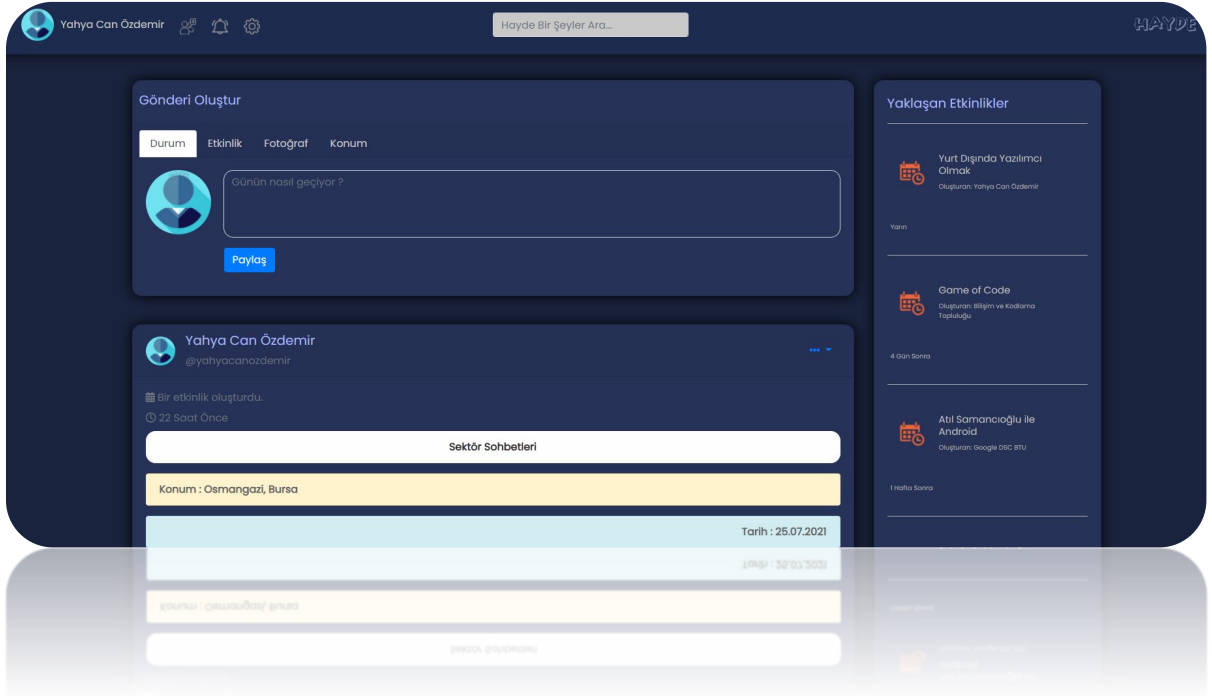 Yahya Can Özdemir
Hayde Bir Şeyler Ara...
HAYDE
Gönderi Oluştur
Durum Etkinlik Fotoğraf Konum
Günün nasıl geçiyor ?
Paylaş
Yahya Can Özdemir
@yahyacanozdemir
Bir etkinlik oluşturdu.
22 Saat Önce
Sektör Sohbetleri
Konum : Osmangazi, Bursa
Tarih : 25.07.2021
Yaklaşan Etkinlikler
Yurt Dışında Yazılımcı
Olmak
Oluşturan: Yahya Can Özdemir
Yarın
Game of Code
Oluşturan: Bilişim ve Kodlama
Topluluğu
4 Gün Sonra
Atıl Samancıoğlu ile
Android
Oluşturan: Google DSC BTU
1 Hafta Sonra